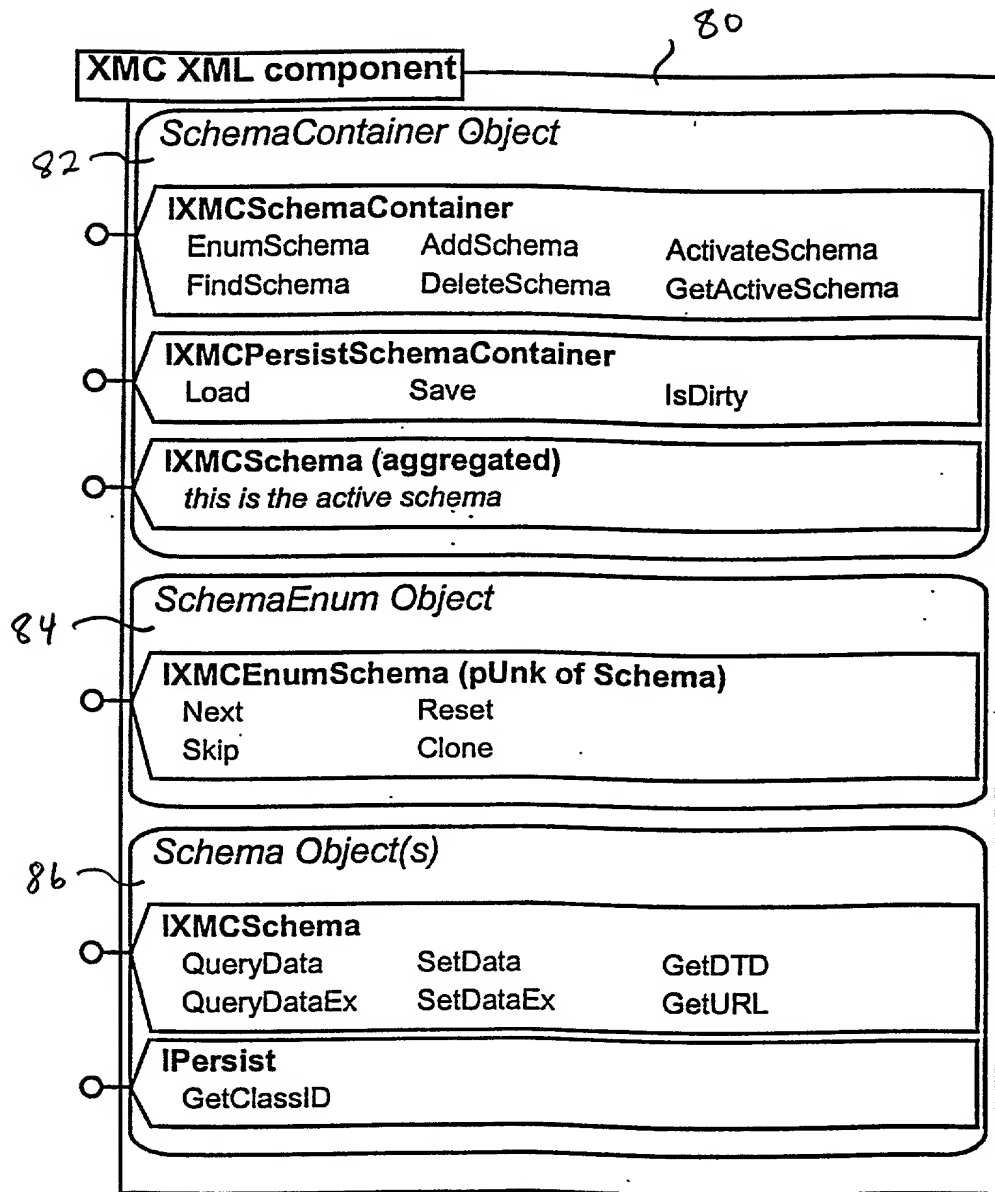 80
XMC XML component
SchemaContainer Object
82
IXMCSchemaContainer
EnumSchema AddSchema ActivateSchema
FindSchema DeleteSchema GetActiveSchema
IXMCPersistSchemaContainer
Load Save IsDirty
IXMCSchema (aggregated)
this is the active schema
SchemaEnum Object
84
IXMCEnumSchema (pUnk of Schema)
Next Reset
Skip Clone
Schema Object(s)
86
IXMCSchema
QueryData SetData GetDTD
QueryDataEx SetDataEx GetURL
IPersist
GetClassID